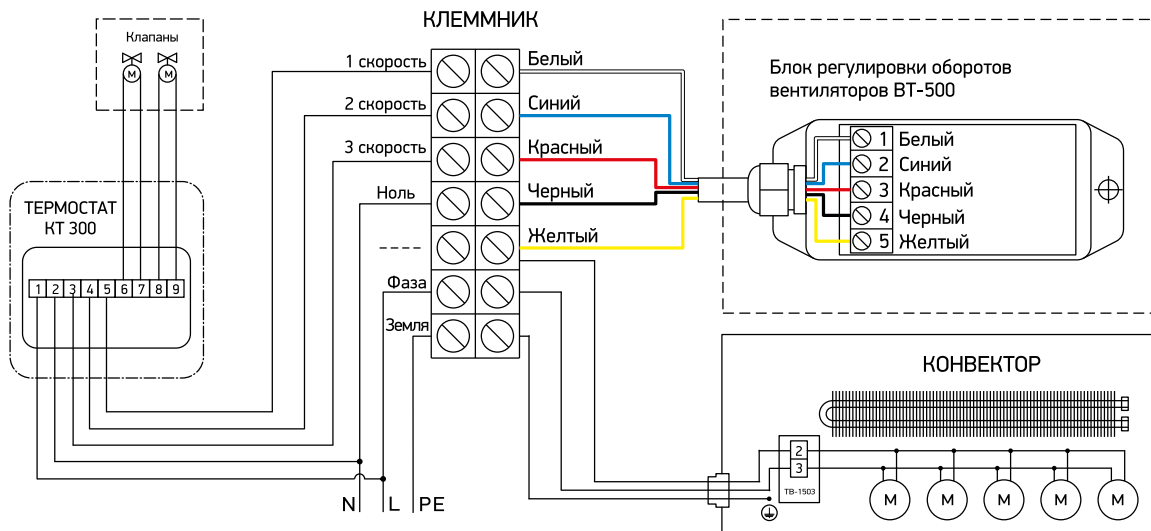 КЛЕММНИК
Клапаны
М
М
1 скорость
2 скорость
3 скорость
Ноль
----
Фаза
Земля
Белый
Синий
Красный
Черный
Желтый
Блок регулировки оборотов
вентиляторов ВТ-500
1 Белый
2 Синий
3 Красный
4 Черный
5 Желтый
ТЕРМОСТАТ
КТ 300
1 2 3 4 5 6 7 8 9
N L PE
КОНВЕКТОР
2
3
ТВ-1503
М М М М М